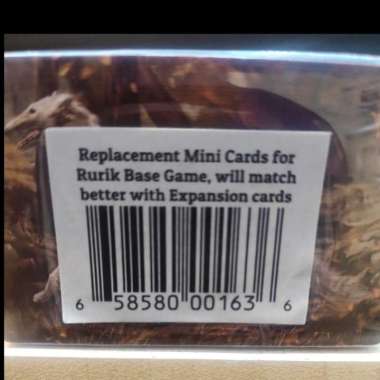 Replacement Mini Cards for
Rurik Base Game, will match
better with Expansion cards
6 58580 00163 6